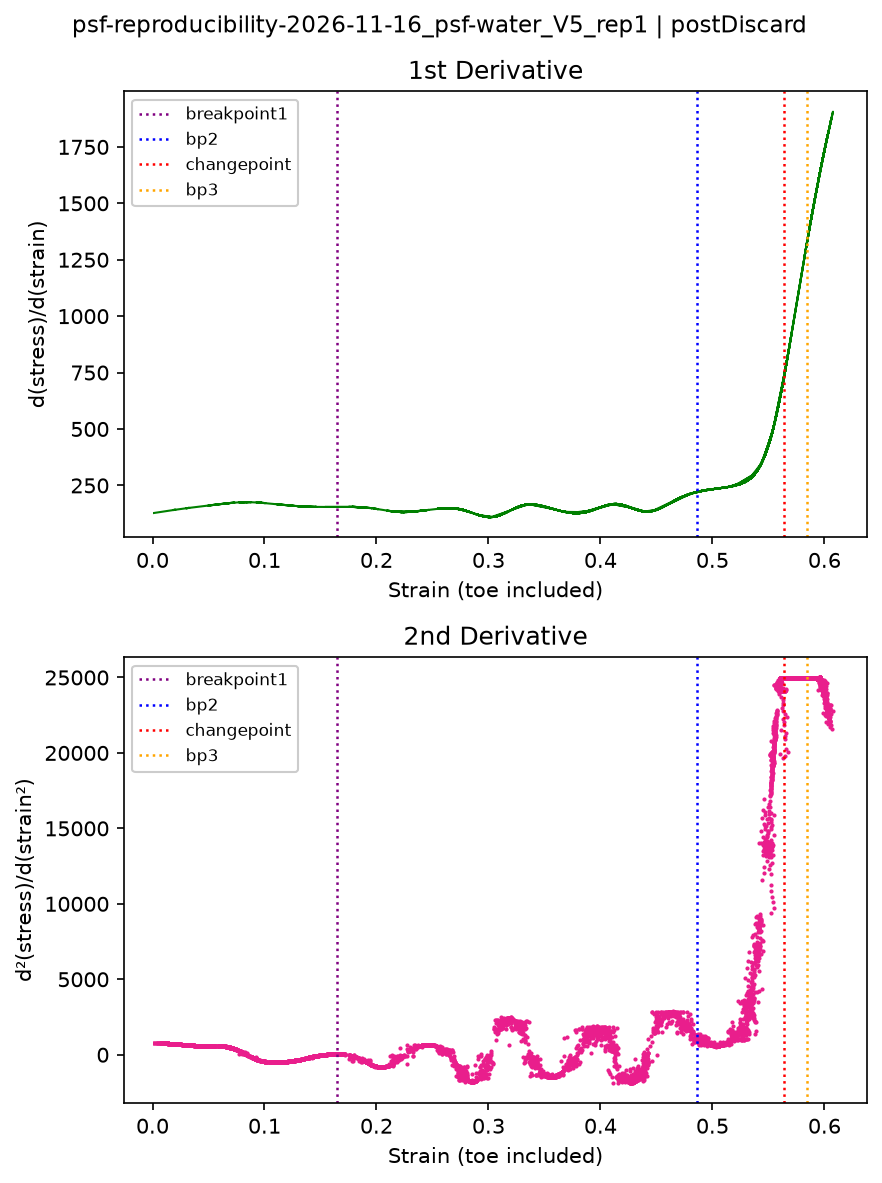 psf-reproducibility-2026-11-16_psf-water_V5_rep1 | postDiscard
1st Derivative
breakpoint1
bp2
changepoint
bp3
1750
1500
1250
1000
750
500
250
d(stress)/d(strain)
0.0 0.1 0.2 0.3 0.4 0.5 0.6
Strain (toe included)
2nd Derivative
breakpoint1
bp2
changepoint
bp3
25000
20000
15000
10000
5000
0
d²(stress)/d(strain²)
0.0 0.1 0.2 0.3 0.4 0.5 0.6
Strain (toe included)